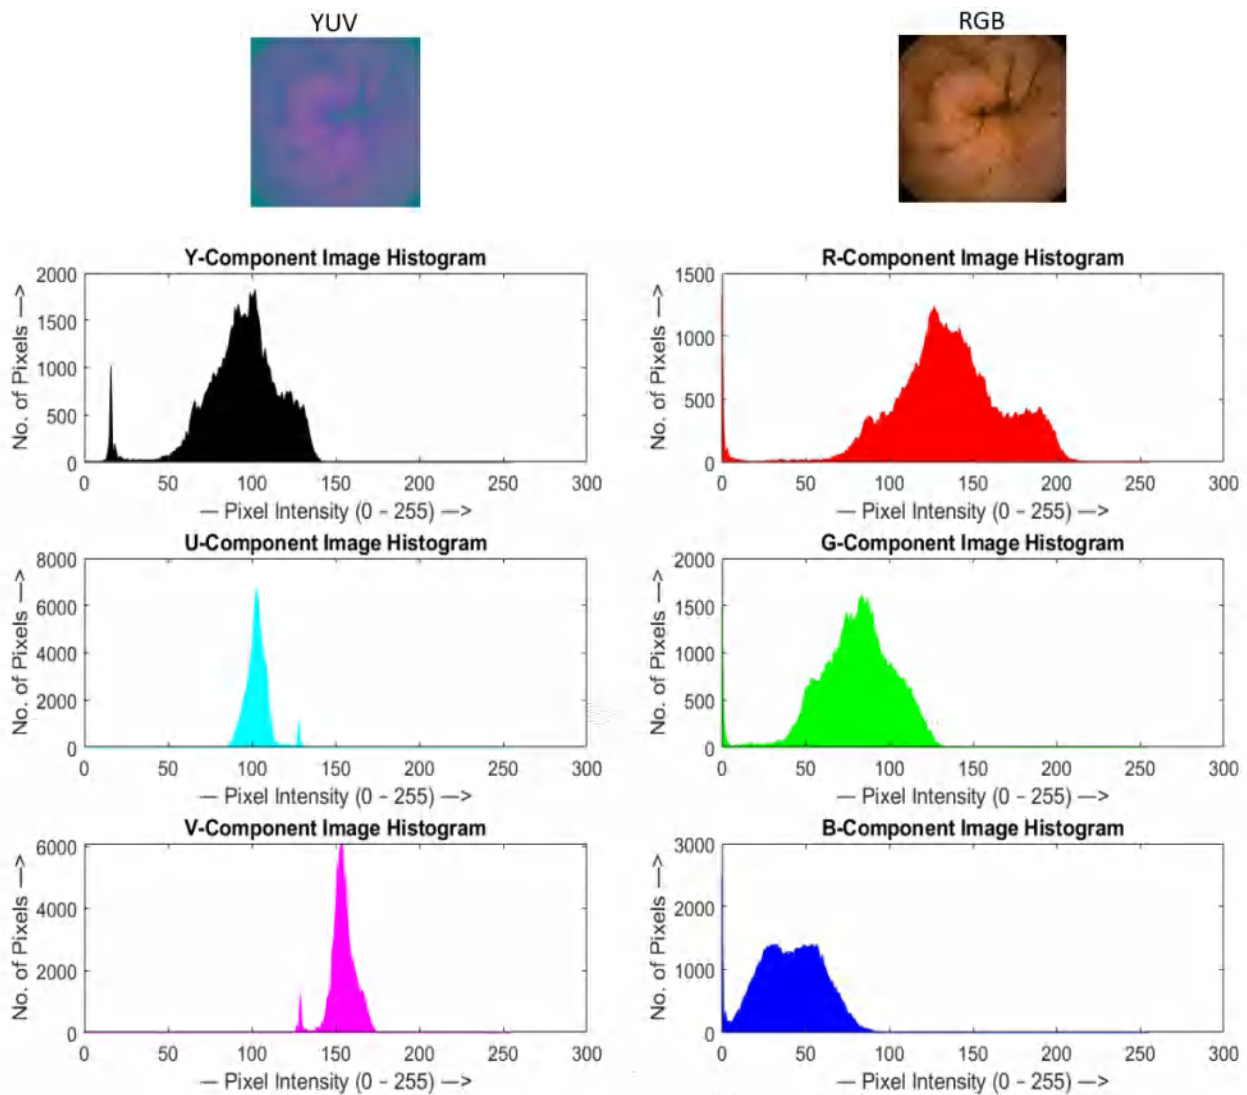 YUV
RGB
Y-Component Image Histogram
2000
1500
1000
500
0
0 50 100 150 200 250 300
No. of Pixels —>
— Pixel Intensity (0 - 255) —>
R-Component Image Histogram
1500
1000
500
0
0 50 100 150 200 250 300
No. of Pixels —>
— Pixel Intensity (0 - 255) —>
U-Component Image Histogram
8000
6000
4000
2000
0
0 50 100 150 200 250 300
No. of Pixels —>
— Pixel Intensity (0 - 255) —>
G-Component Image Histogram
2000
1500
1000
500
0
0 50 100 150 200 250 300
No. of Pixels —>
— Pixel Intensity (0 - 255) —>
V-Component Image Histogram
6000
4000
2000
0
0 50 100 150 200 250 300
No. of Pixels —>
— Pixel Intensity (0 - 255) —>
B-Component Image Histogram
3000
2000
1000
0
0 50 100 150 200 250 300
No. of Pixels —>
— Pixel Intensity (0 - 255) —>